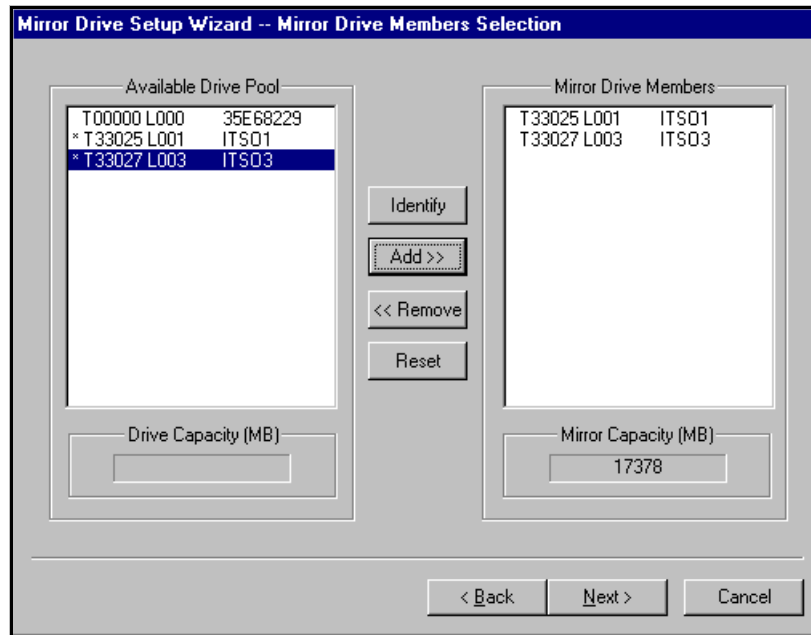 Mirror Drive Setup Wizard -- Mirror Drive Members Selection
Available Drive Pool
T00000 L000 35E68229
* T33025 L001 ITSO1
* T33027 L003 ITSO3
Drive Capacity (MB)
Identify
Add >>
<< Remove
Reset
Mirror Drive Members
T33025 L001 ITSO1
T33027 L003 ITSO3
Mirror Capacity (MB)
17378
< Back
Next >
Cancel